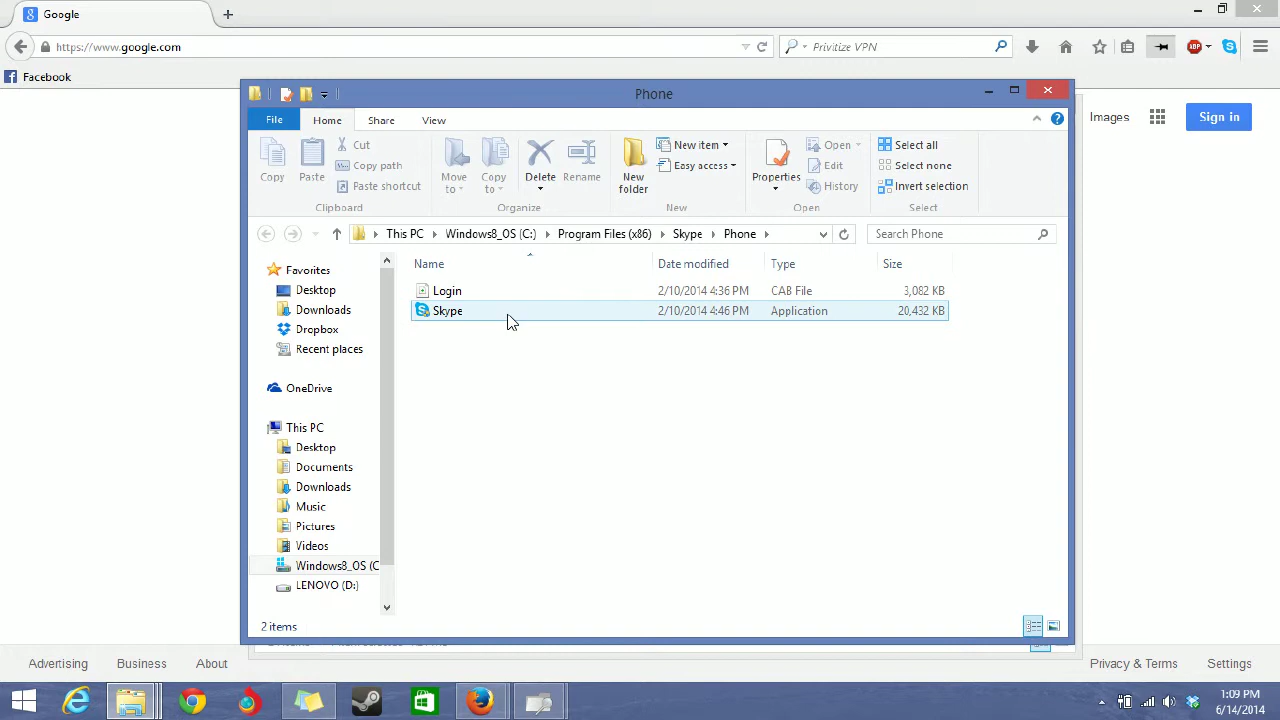 Google
https://www.google.com
Privitize VPN
ABP
Facebook
Phone
File Home Share View
Copy
Paste
Cut
Copy path
Paste shortcut
Clipboard
Move to
Copy to
Delete
Rename
Organize
New folder
New item
Easy access
New
Properties
Open
Edit
History
Open
Select all
Select none
Invert selection
Select
Images
Sign in
This PC Windows8_OS (C:) Program Files (x86) Skype Phone
Search Phone
Name Date modified Type Size
Login 2/10/2014 4:36 PM CAB File 3,082 KB
Skype 2/10/2014 4:46 PM Application 20,432 KB
Favorites
Desktop
Downloads
Dropbox
Recent places
OneDrive
This PC
Desktop
Documents
Downloads
Music
Pictures
Videos
Windows8_OS (C
LENOVO (D:)
2 items
Advertising Business About
Privacy & Terms Settings
1:09 PM
6/14/2014